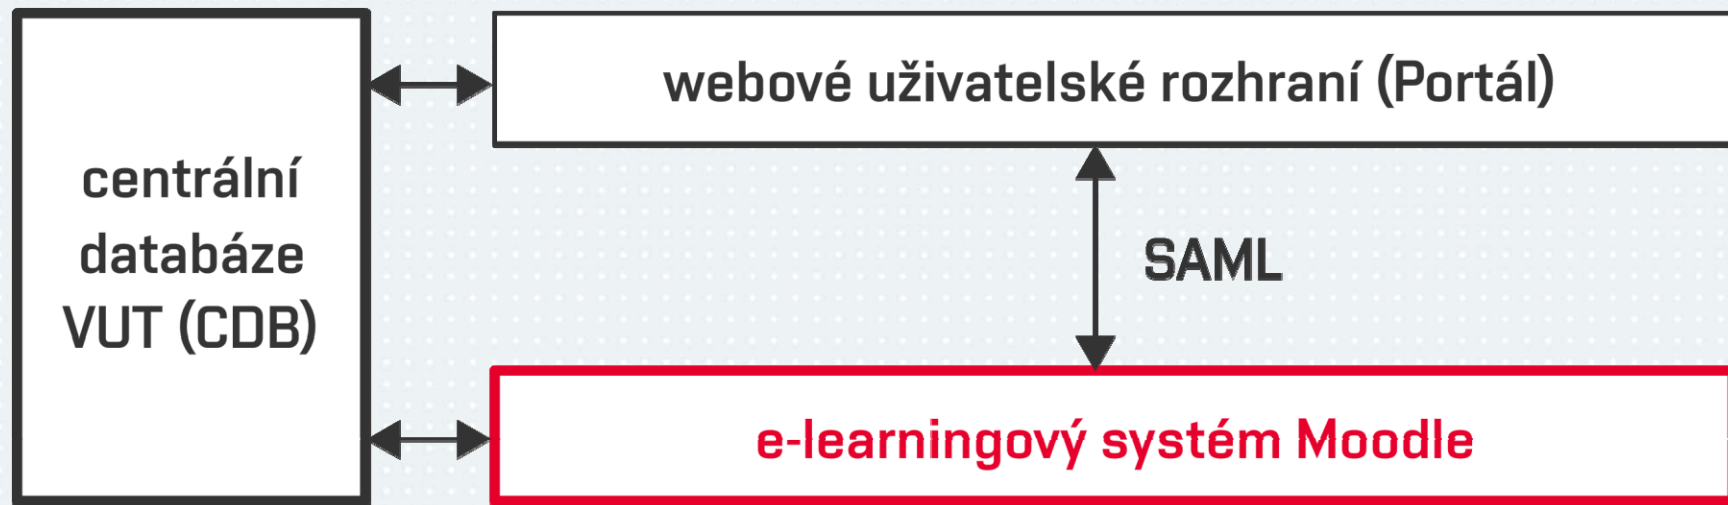 centrální
databáze
VUT (CDB)
webové uživatelské rozhraní (Portál)
SAML
e-learningový systém Moodle